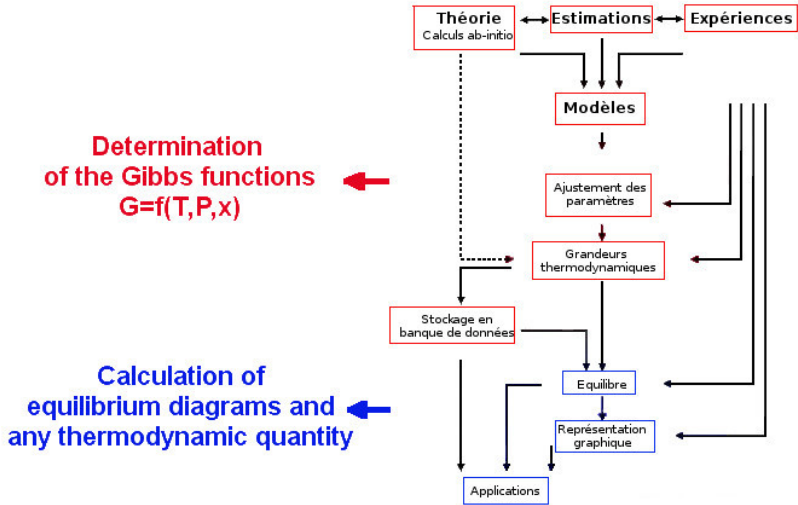 Théorie
Calculs ab-initio
Estimations
Expériences
Modèles
Determination
of the Gibbs functions
G=f(T,P,x)
Ajustement des
paramètres
Grandeurs
thermodynamiques
Stockage en
banque de données
Calculation of
equilibrium diagrams and
any thermodynamic quantity
Equilibre
Représentation
graphique
Applications